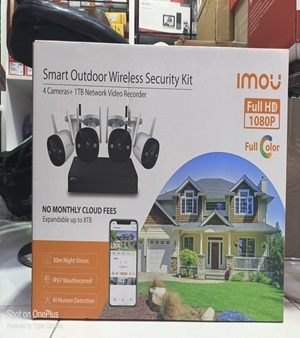 Smart Outdoor Wireless Security Kit
4 Cameras+ 1TB Network Video Recorder
imou
Full HD
1080P
Full Color
NO MONTHLY CLOUD FEES
Expandable up to 8TB
30m Night Vision
IP67 Weatherproof
AI Human Detection
Shot on OnePlus